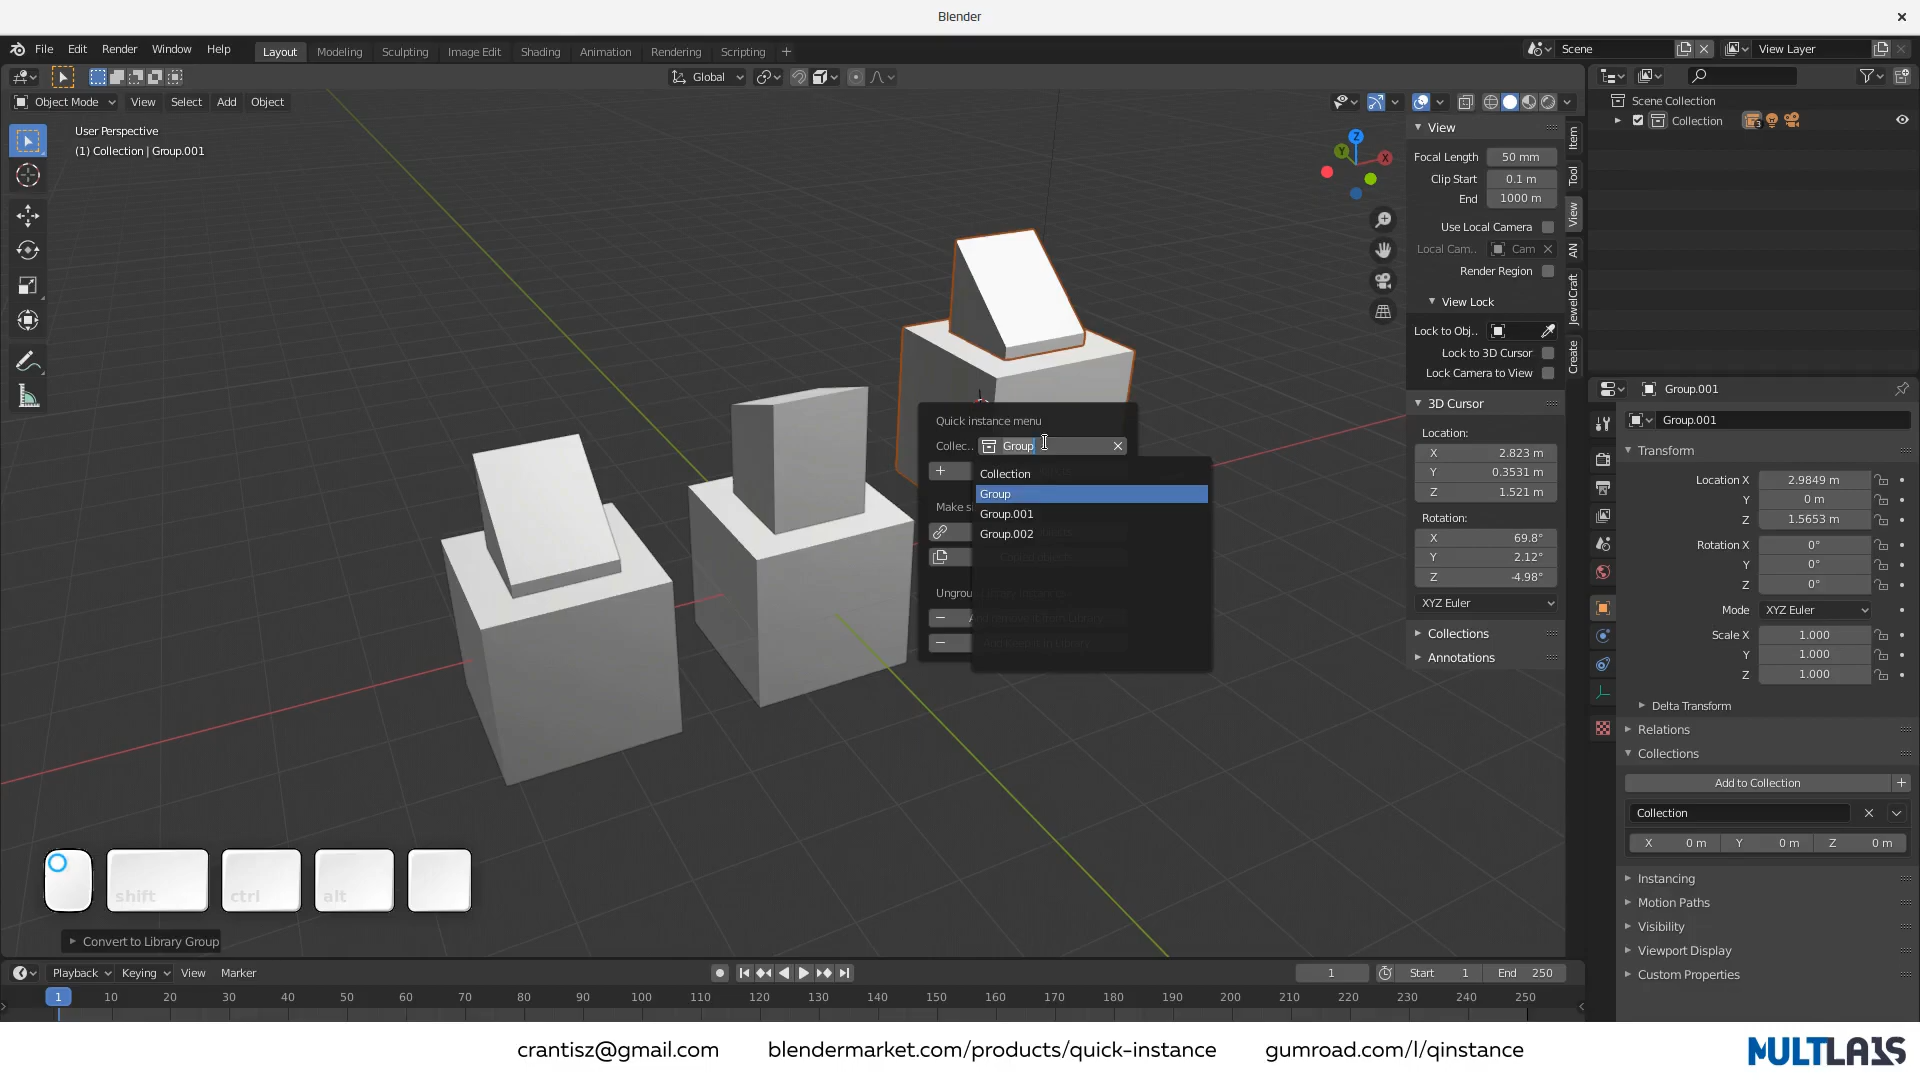 Blender
File Edit Render Window Help
Layout Modeling Sculpting Image Edit Shading Animation Rendering Scripting +
Scene
View Layer
Global
Object Mode View Select Add Object
User Perspective
(1) Collection | Group.001
Z
Y
X
View
Focal Length 50 mm
Clip Start 0.1 m
End 1000 m
Use Local Camera
Local Cam.. Cam
Render Region
View Lock
Lock to Obj..
Lock to 3D Cursor
Lock Camera to View
3D Cursor
Location:
X 2.823 m
Y 0.3531 m
Z 1.521 m
Rotation:
X 69.8°
Y 2.12°
Z -4.98°
XYZ Euler
Collections
Annotations
Item
Tool
View
AN
JewelCraft
Create
Quick instance menu
Collec.. Group
Collection
Group
Group.001
Group.002
Make s
Ungrou
Scene Collection
Collection
3
Group.001
Group.001
Transform
Location X 2.9849 m
Y 0 m
Z 1.5653 m
Rotation X 0°
Y 0°
Z 0°
Mode XYZ Euler
Scale X 1.000
Y 1.000
Z 1.000
Delta Transform
Relations
Collections
Add to Collection
Collection
X 0 m Y 0 m Z 0 m
Instancing
Motion Paths
Visibility
Viewport Display
Custom Properties
shift ctrl alt
Convert to Library Group
Playback Keying View Marker
1 Start 1 End 250
1 10 20 30 40 50 60 70 80 90 100 110 120 130 140 150 160 170 180 190 200 210 220 230 240 250
crantisz@gmail.com blendermarket.com/products/quick-instance gumroad.com/l/qinstance